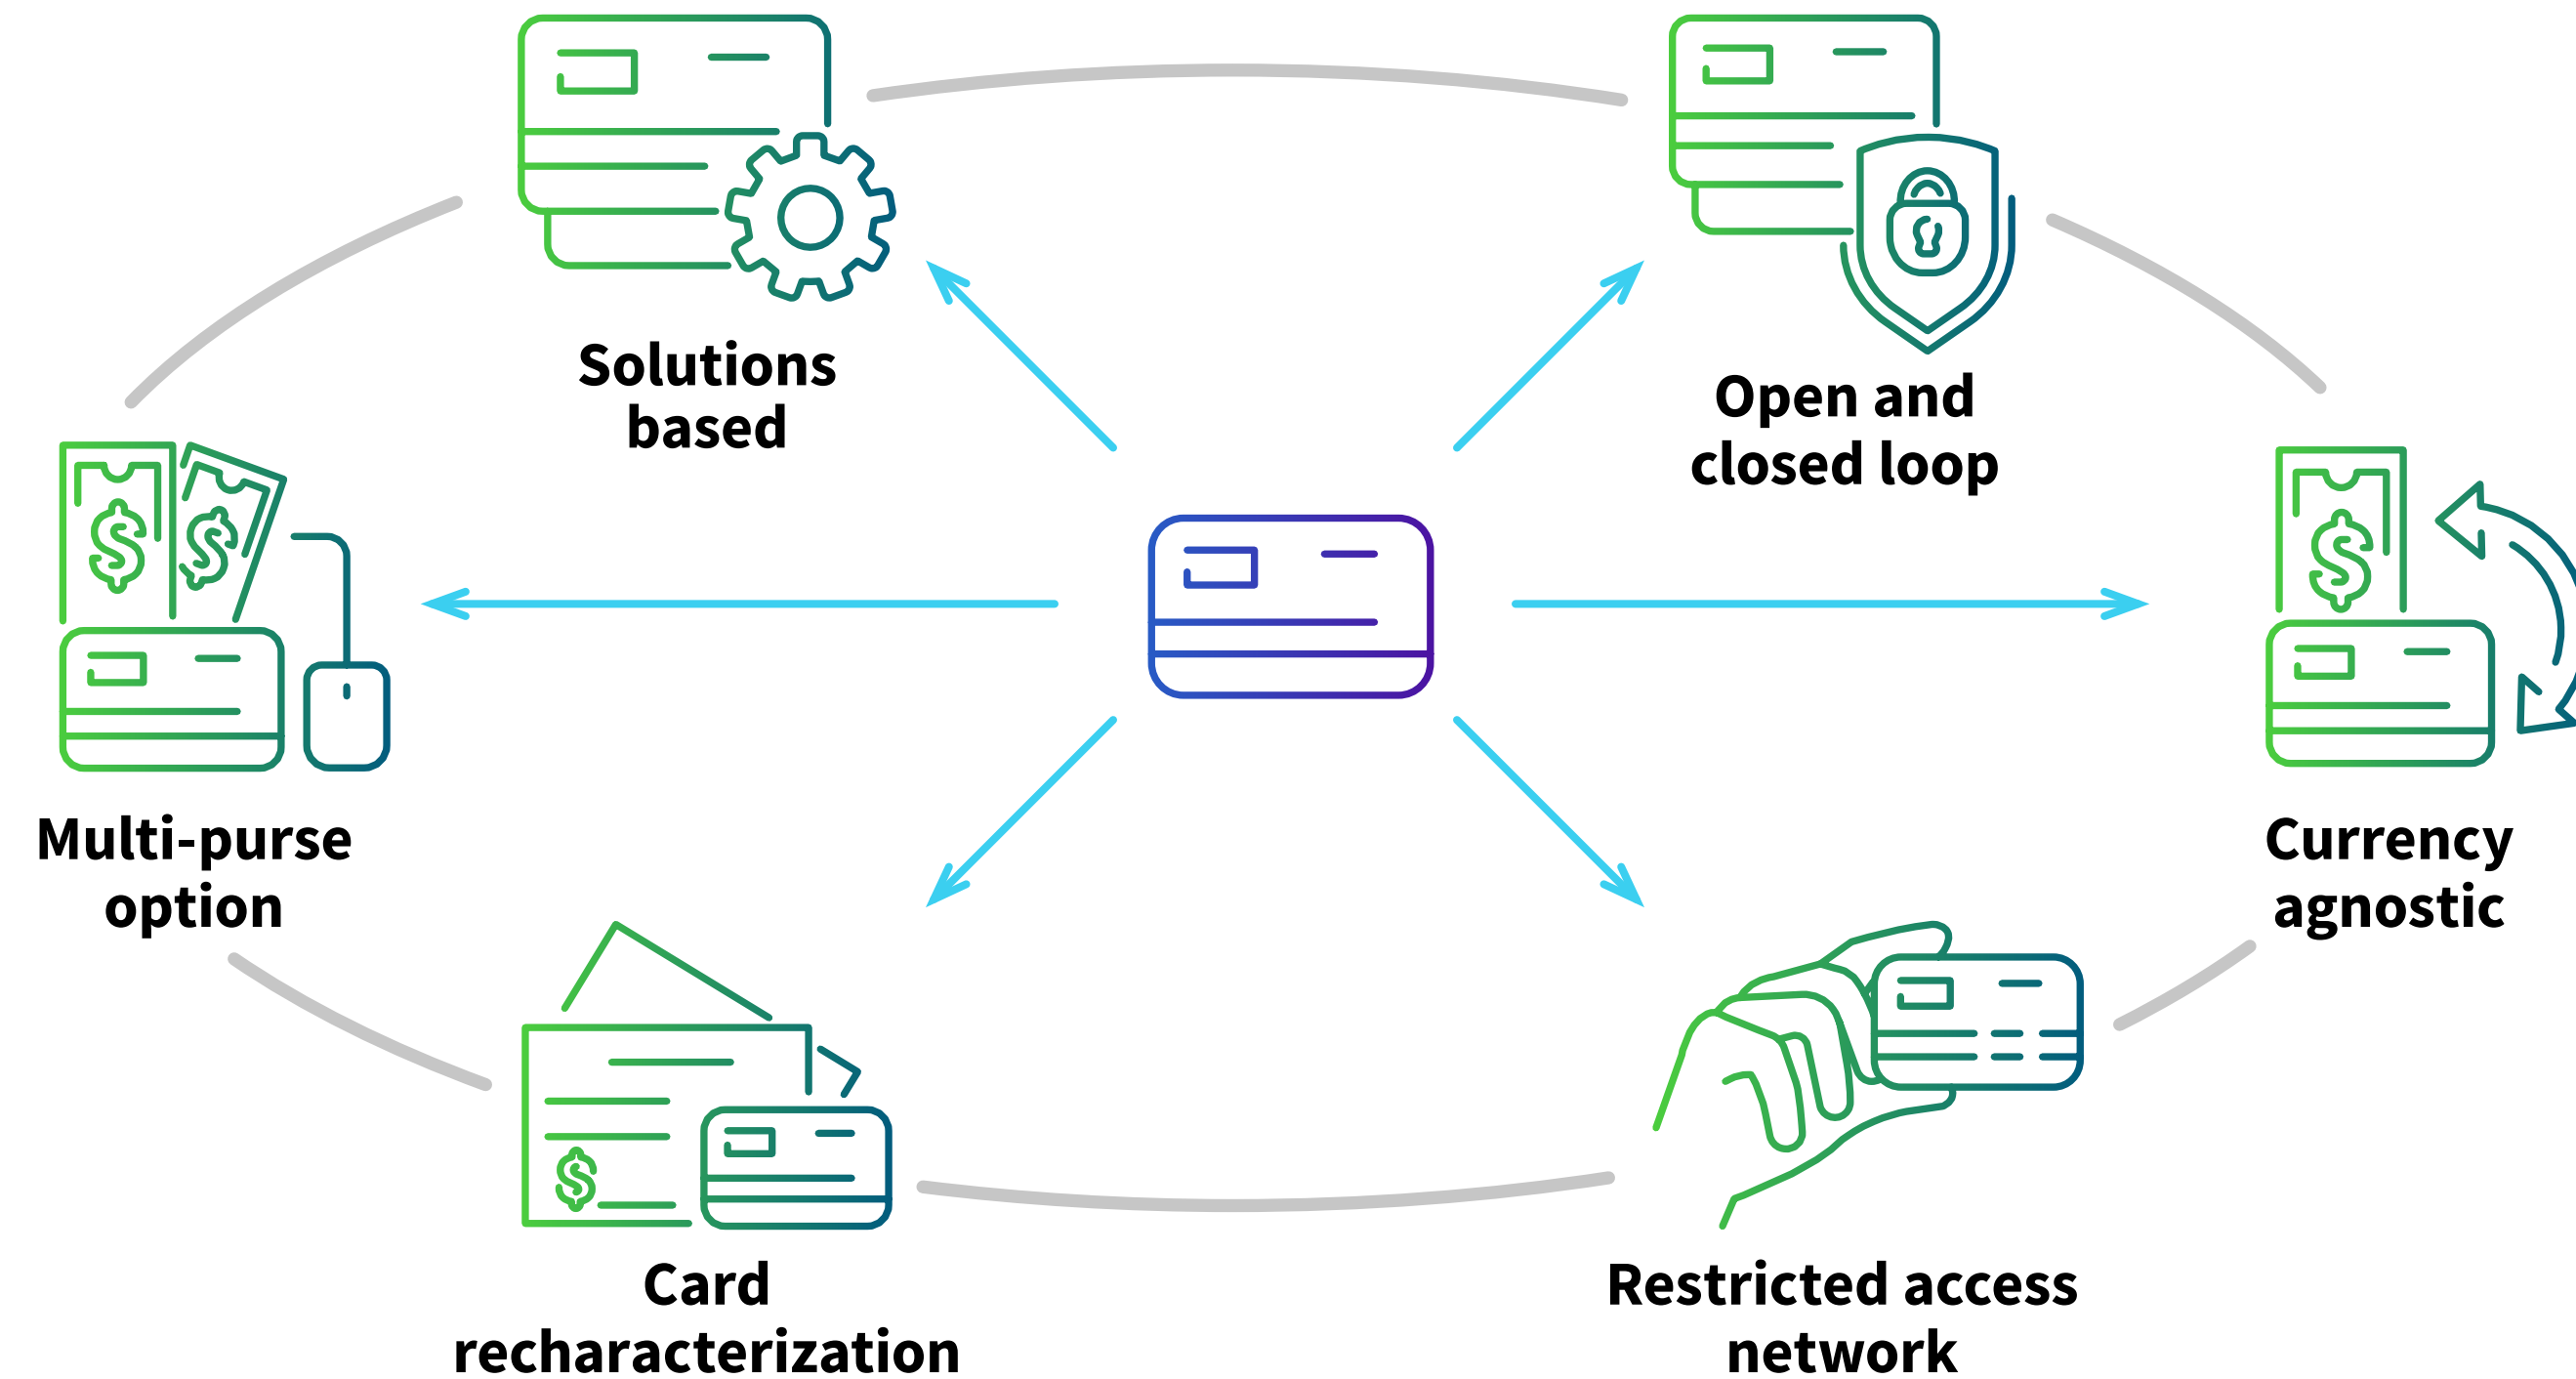 Solutions
based
Open and
closed loop
Multi-purse
option
Currency
agnostic
Card
recharacterization
Restricted access
network